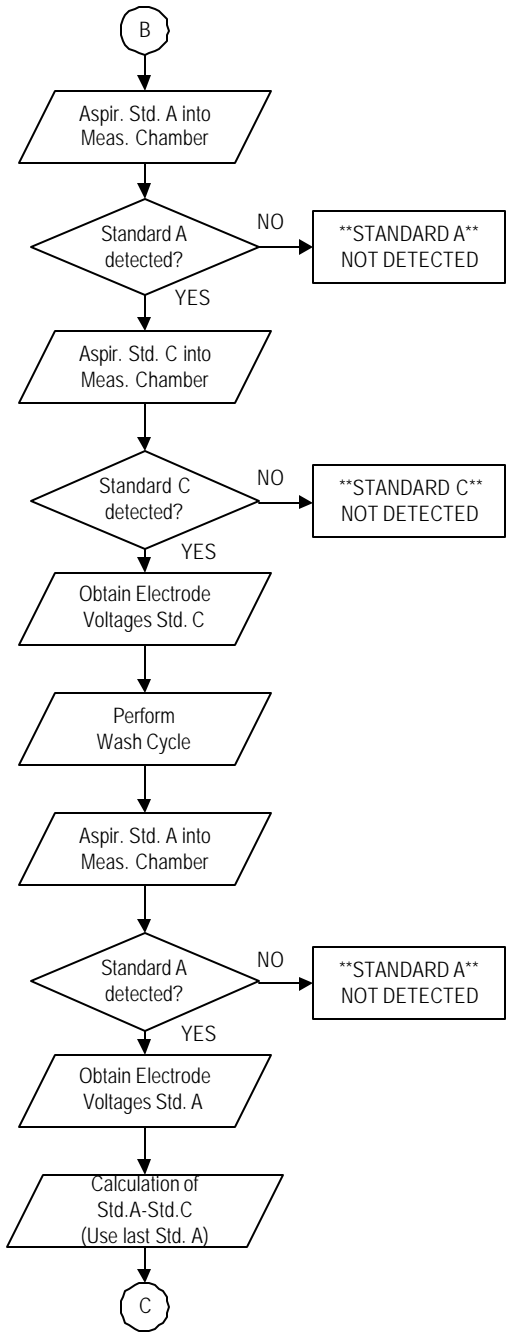 B
Aspir. Std. A into
Meas. Chamber
Standard A
detected?
NO
**STANDARD A**
NOT DETECTED
YES
Aspir. Std. C into
Meas. Chamber
Standard C
detected?
NO
**STANDARD C**
NOT DETECTED
YES
Obtain Electrode
Voltages Std. C
Perform
Wash Cycle
Aspir. Std. A into
Meas. Chamber
Standard A
detected?
NO
**STANDARD A**
NOT DETECTED
YES
Obtain Electrode
Voltages Std. A
Calculation of
Std.A-Std.C
(Use last Std. A)
C